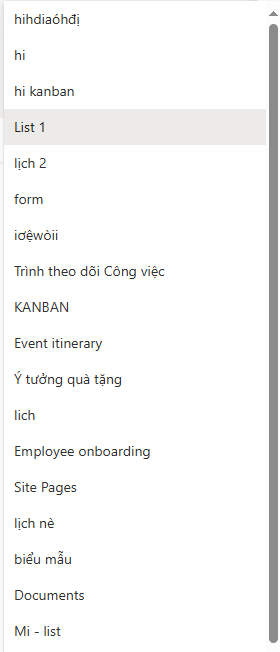 hihdiaóhđị
hi
hi kanban
List 1
lịch 2
form
iơệwòii
Trình theo dõi Công việc
KANBAN
Event itinerary
Ý tưởng quà tặng
lich
Employee onboarding
Site Pages
lịch nè
biểu mẫu
Documents
Mi - list